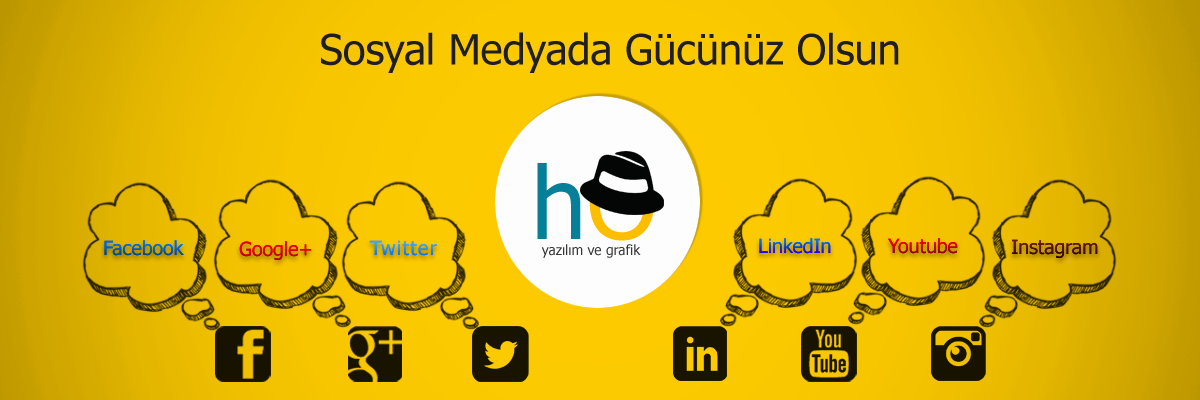 Sosyal Medyada Gücünüz Olsun
ho
yazılım ve grafik
Facebook
Google+
Twitter
LinkedIn
Youtube
Instagram
f
g+
in
You
Tube